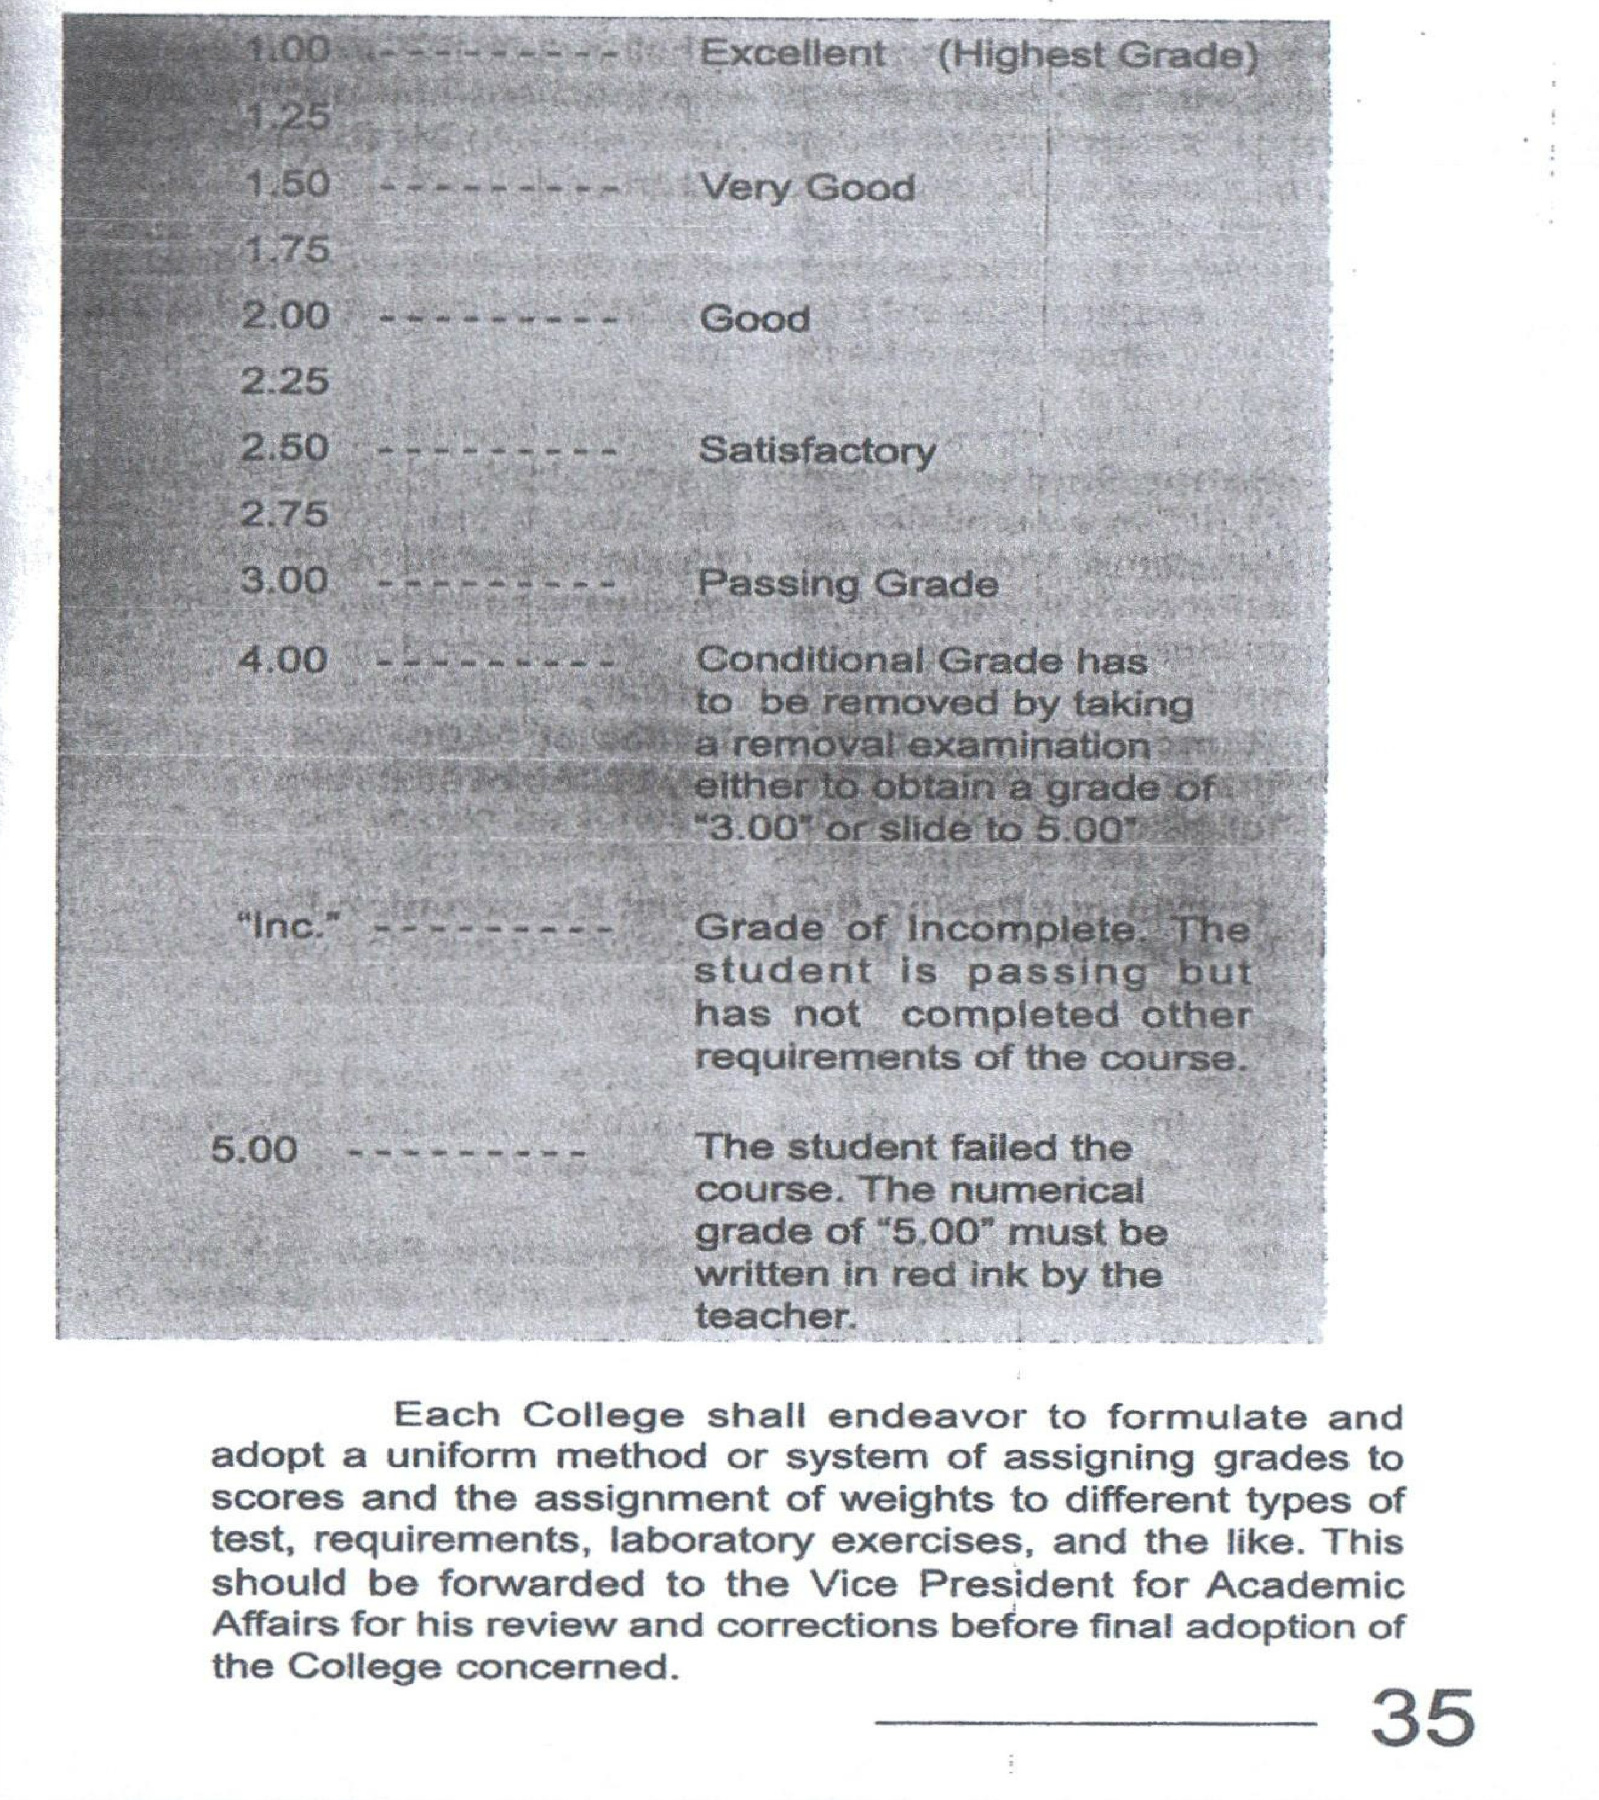 1.00 --------- Excellent (Highest Grade)
1.25
1.50 --------- Very Good
1.75
2.00 --------- Good
2.25
2.50 --------- Satisfactory
2.75
3.00 --------- Passing Grade
4.00 --------- Conditional Grade has
to be removed by taking
a removal examination
either to obtain a grade of
"3.00" or slide to 5.00"
"Inc." --------- Grade of Incomplete. The
student is passing but
has not completed other
requirements of the course.
5.00 --------- The student failed the
course. The numerical
grade of "5.00" must be
written in red ink by the
teacher.
Each College shall endeavor to formulate and
adopt a uniform method or system of assigning grades to
scores and the assignment of weights to different types of
test, requirements, laboratory exercises, and the like. This
should be forwarded to the Vice President for Academic
Affairs for his review and corrections before final adoption of
the College concerned.
35